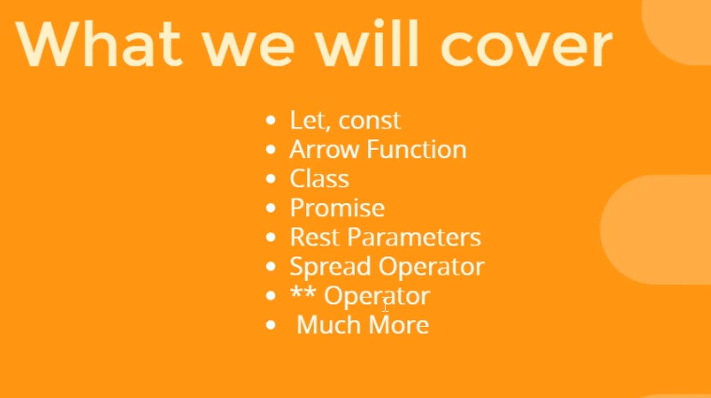 What we will cover
• Let, const
• Arrow Function
• Class
• Promise
• Rest Parameters
• Spread Operator
• ** Operator
• Much More